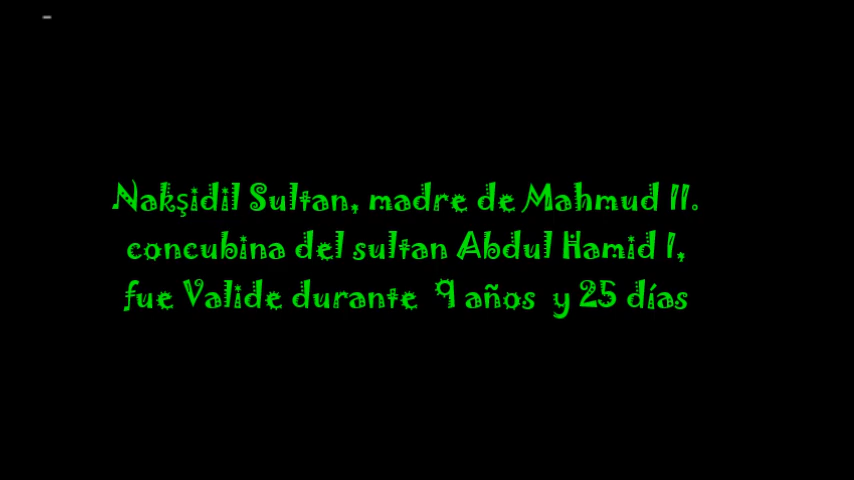 Nakşidil Sultan, madre de Mahmud II.
concubina del sultan Abdul Hamid I,
fue Valide durante 9 años y 25 días